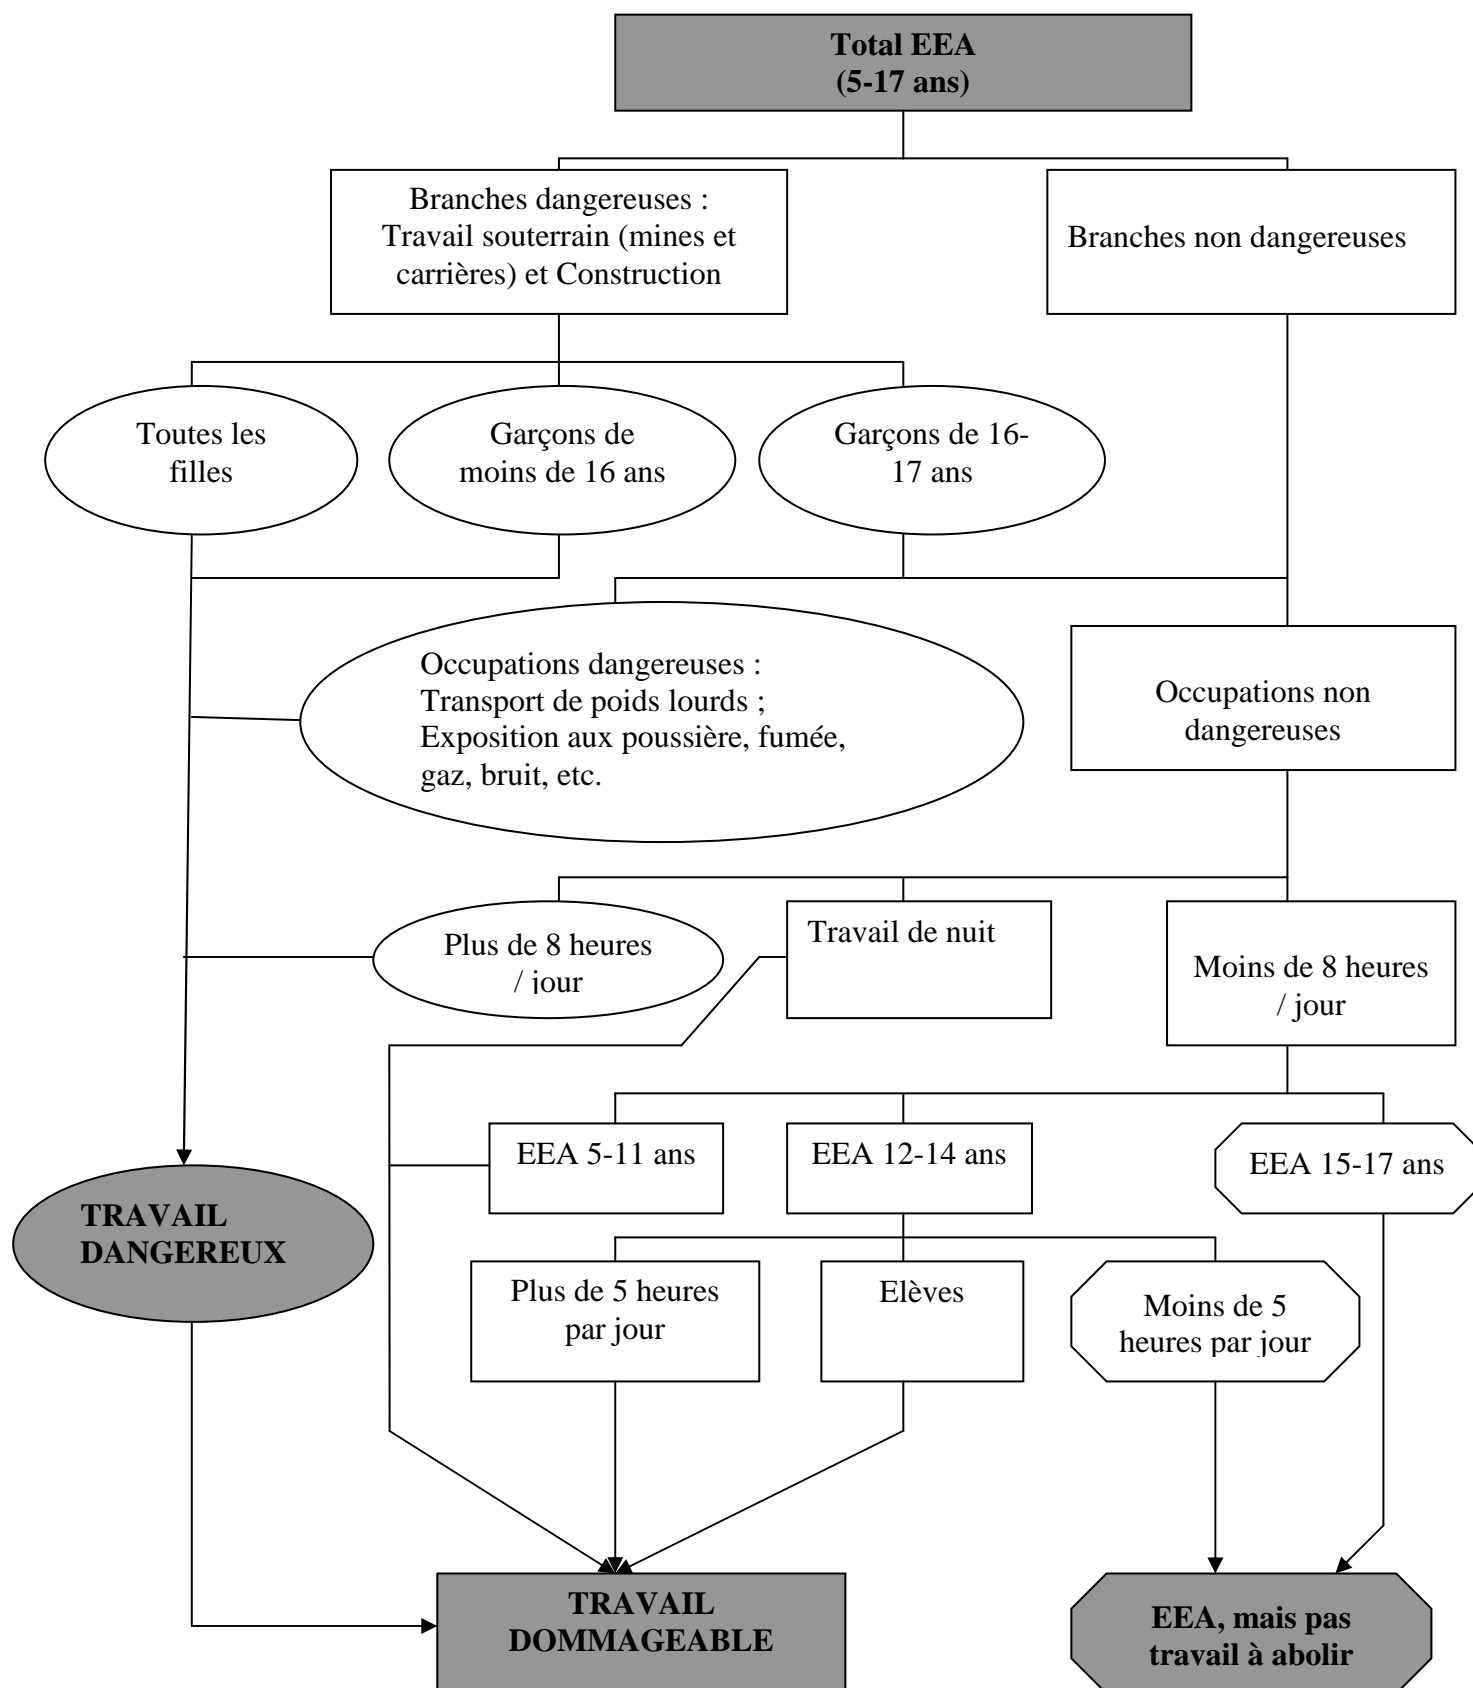 Total EEA
(5-17 ans)
Branches dangereuses :
Travail souterrain (mines et
carrières) et Construction
Branches non dangereuses
Toutes les
filles
Garçons de
moins de 16 ans
Garçons de 16-
17 ans
Occupations dangereuses :
Transport de poids lourds ;
Exposition aux poussière, fumée,
gaz, bruit, etc.
Occupations non
dangereuses
Plus de 8 heures
/ jour
Travail de nuit
Moins de 8 heures
/ jour
EEA 5-11 ans
EEA 12-14 ans
EEA 15-17 ans
TRAVAIL
DANGEREUX
Plus de 5 heures
par jour
Elèves
Moins de 5
heures par jour
TRAVAIL
DOMMAGEABLE
EEA, mais pas
travail à abolir